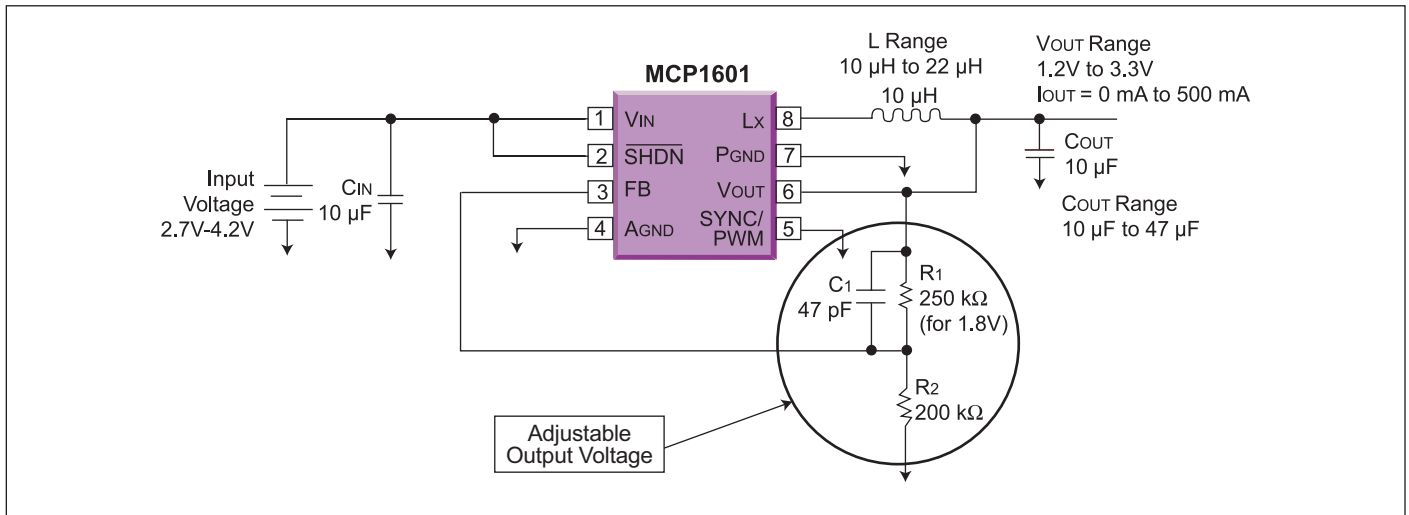 L Range
10 µH to 22 µH
10 µH
VOUT Range
1.2V to 3.3V
IOUT = 0 mA to 500 mA
MCP1601
1 VIN
LX 8
2 SHDN
PGND 7
3 FB
VOUT 6
4 AGND
SYNC/
PWM 5
Input
Voltage
2.7V-4.2V
CIN
10 µF
COUT
10 µF
COUT Range
10 µF to 47 µF
C1
47 pF
R1
250 kΩ
(for 1.8V)
R2
200 kΩ
Adjustable
Output Voltage